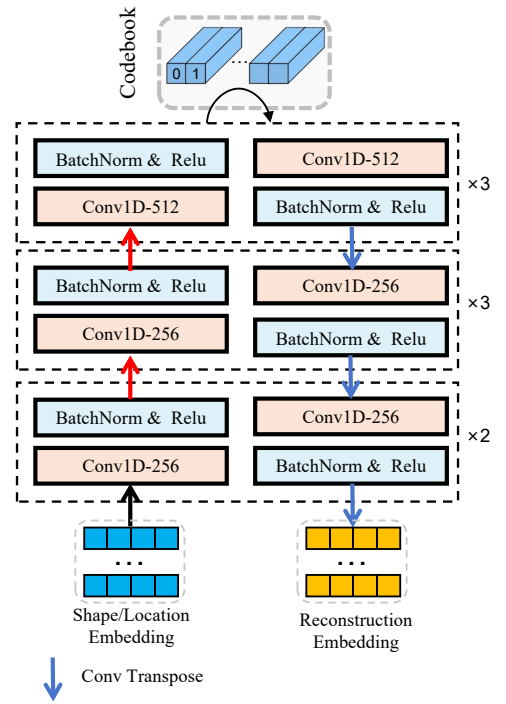 Codebook
0 1
...
BatchNorm & Relu
Conv1D-512
Conv1D-512
BatchNorm & Relu
×3
BatchNorm & Relu
Conv1D-256
Conv1D-256
BatchNorm & Relu
×3
BatchNorm & Relu
Conv1D-256
Conv1D-256
BatchNorm & Relu
×2
...
...
Shape/Location
Embedding
Reconstruction
Embedding
Conv Transpose